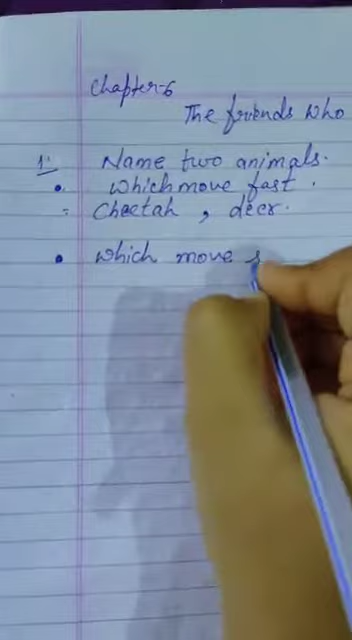 Chapter-6
The friends who
1. Name two animals.
• which move fast.
= Cheetah, deer.
• which move s